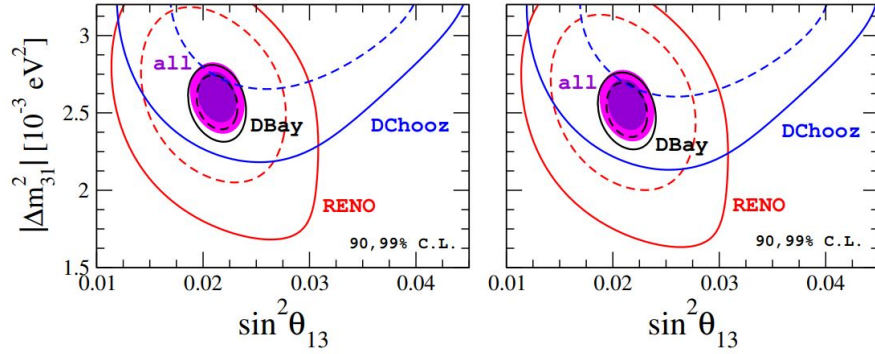 3
2.5
2
1.5
|Δm²₃₁| [10⁻³ eV²]
all
DBay
DChooz
RENO
90,99% C.L.
0.01
0.02
0.03
0.04
sin²θ₁₃
all
DBay
DChooz
RENO
90,99% C.L.
0.01
0.02
0.03
0.04
sin²θ₁₃